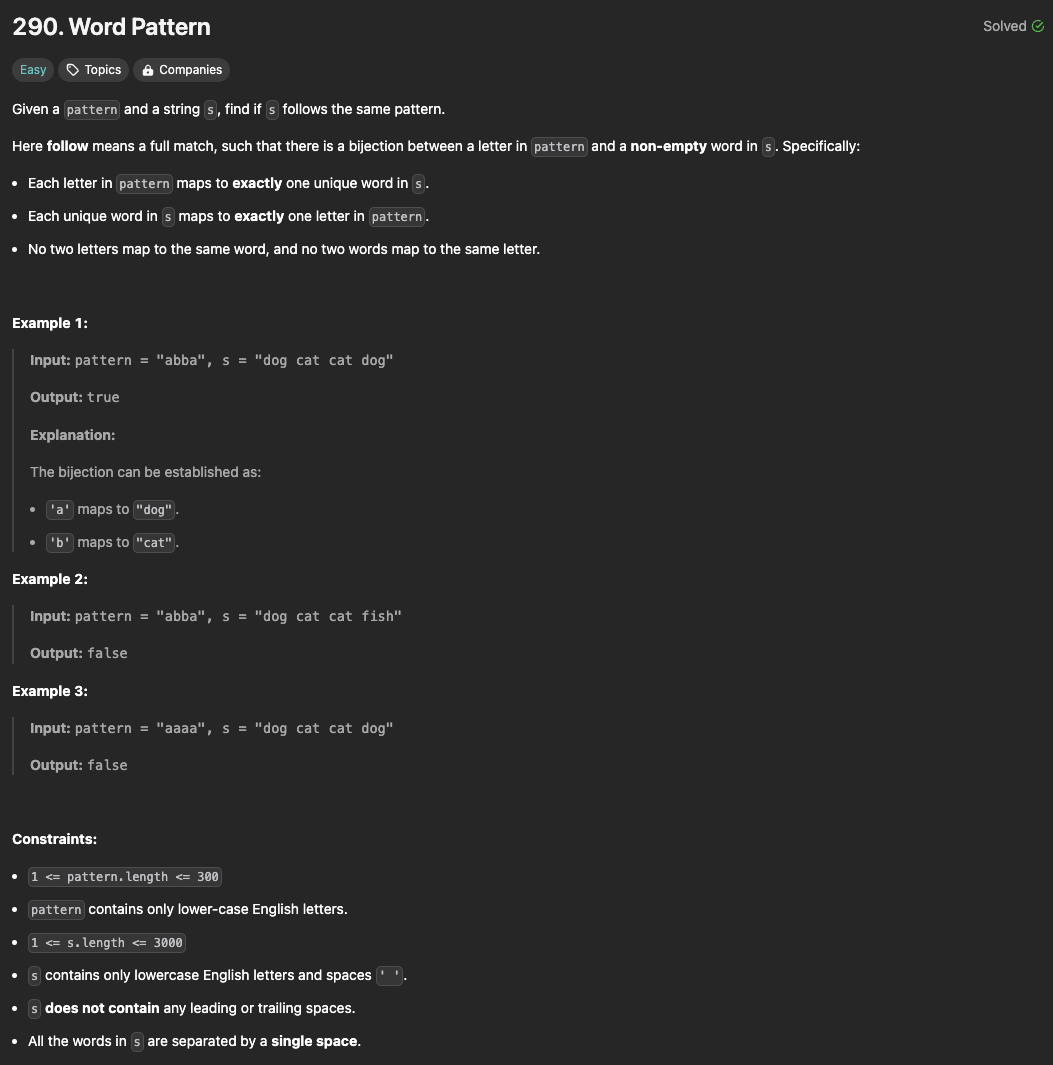 290. Word Pattern
Solved
Easy
Topics
Companies
Given a pattern and a string s, find if s follows the same pattern.
Here follow means a full match, such that there is a bijection between a letter in pattern and a non-empty word in s. Specifically:
• Each letter in pattern maps to exactly one unique word in s.
• Each unique word in s maps to exactly one letter in pattern.
• No two letters map to the same word, and no two words map to the same letter.
Example 1:
Input: pattern = "abba", s = "dog cat cat dog"
Output: true
Explanation:
The bijection can be established as:
• 'a' maps to "dog".
• 'b' maps to "cat".
Example 2:
Input: pattern = "abba", s = "dog cat cat fish"
Output: false
Example 3:
Input: pattern = "aaaa", s = "dog cat cat dog"
Output: false
Constraints:
• 1 <= pattern.length <= 300
• pattern contains only lower-case English letters.
• 1 <= s.length <= 3000
• s contains only lowercase English letters and spaces ' '.
• s does not contain any leading or trailing spaces.
• All the words in s are separated by a single space.